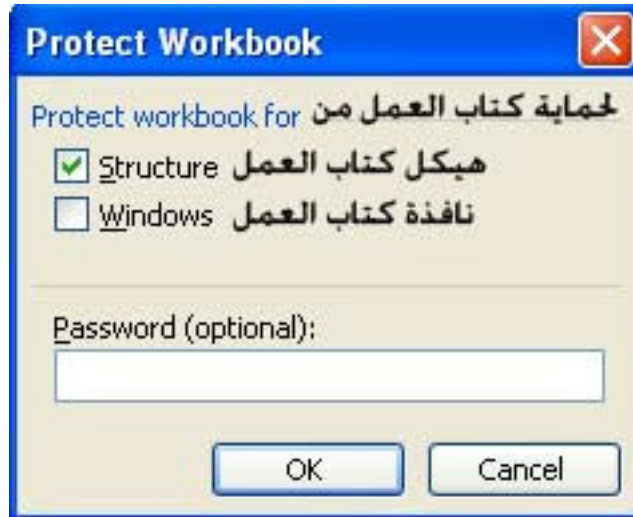 Protect Workbook
Protect workbook for لحماية كتاب العمل من
Structure هيكل كتاب العمل
Windows نافذة كتاب العمل
Password (optional):
OK Cancel